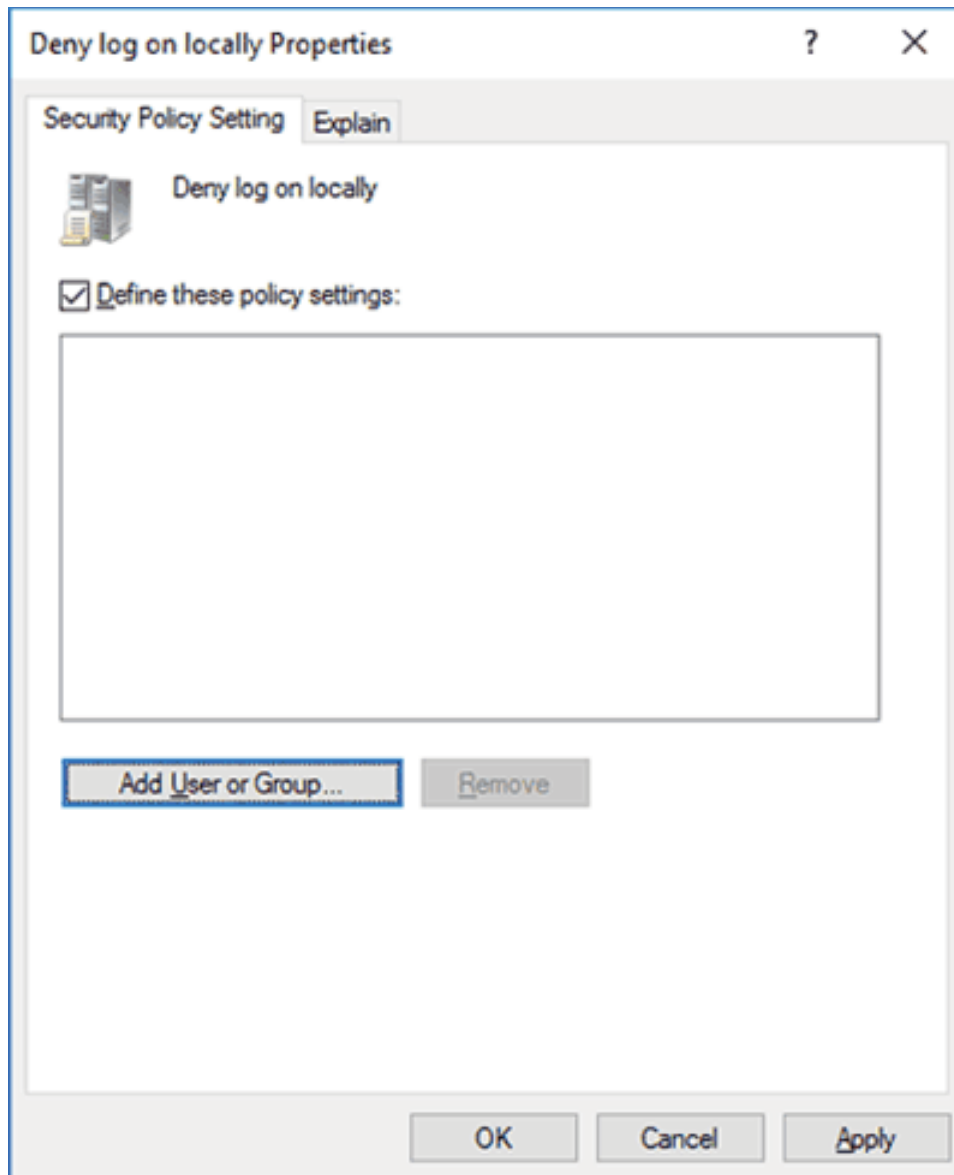 Deny log on locally Properties ?
Security Policy Setting Explain
Deny log on locally
Define these policy settings:
Add User or Group... Remove
OK Cancel Apply